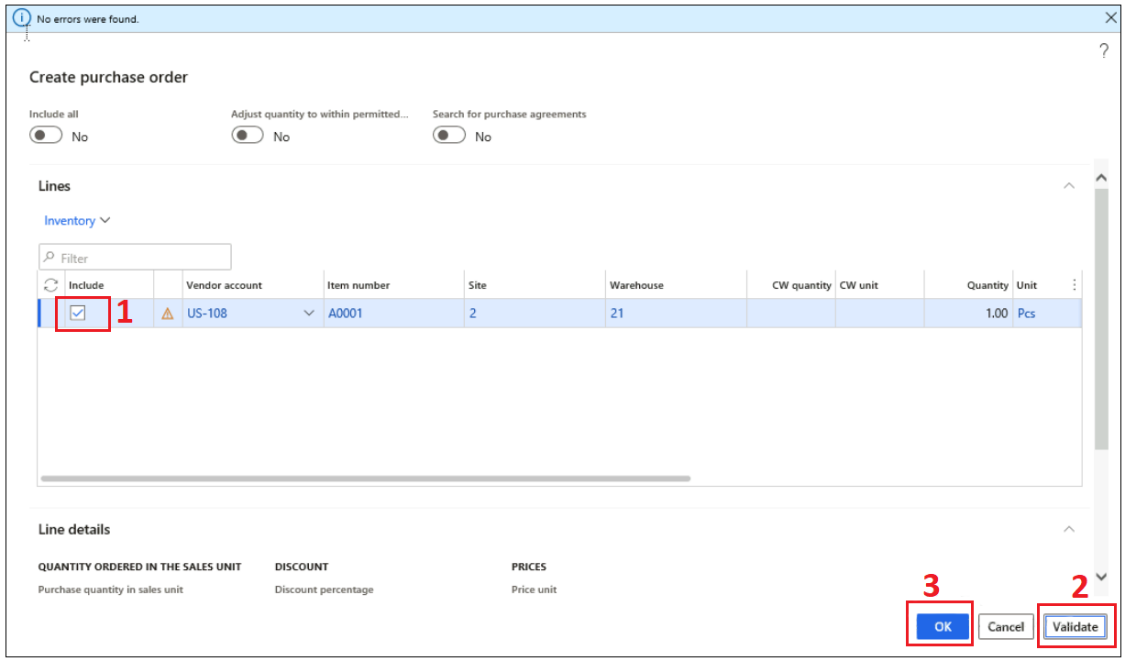 No errors were found.
?
Create purchase order
Include all
Adjust quantity to within permitted...
Search for purchase agreements
No
No
No
Lines
Inventory
Filter
Include Vendor account Item number Site Warehouse CW quantity CW unit Quantity Unit
1 US-108 A0001 2 21 1.00 Pcs
Line details
QUANTITY ORDERED IN THE SALES UNIT DISCOUNT PRICES
Purchase quantity in sales unit Discount percentage Price unit
3 2
OK Cancel Validate